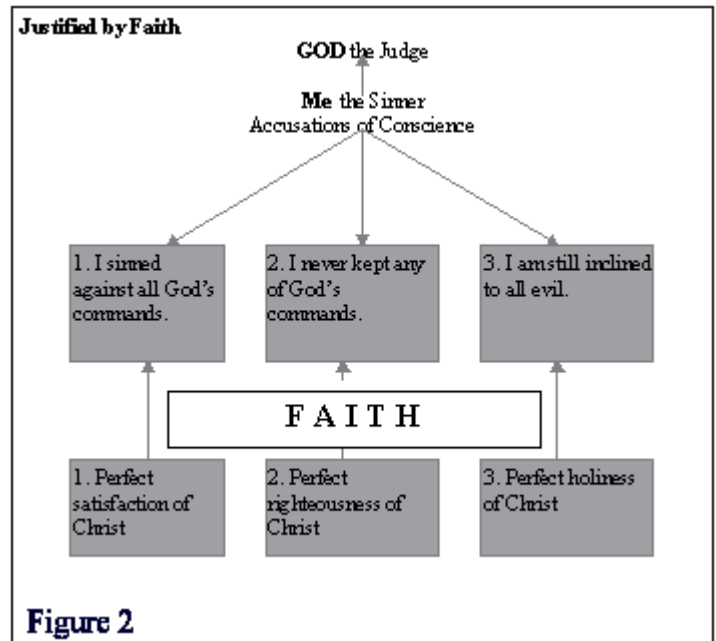 Justified by Faith
GOD the Judge
Me the Sinner
Accusations of Conscience
1. I sinned
against all God's
commands.
2. I never kept any
of God's
commands.
3. I am still inclined
to all evil.
F A I T H
1. Perfect
satisfaction of
Christ
2. Perfect
righteousness of
Christ
3. Perfect holiness
of Christ
Figure 2